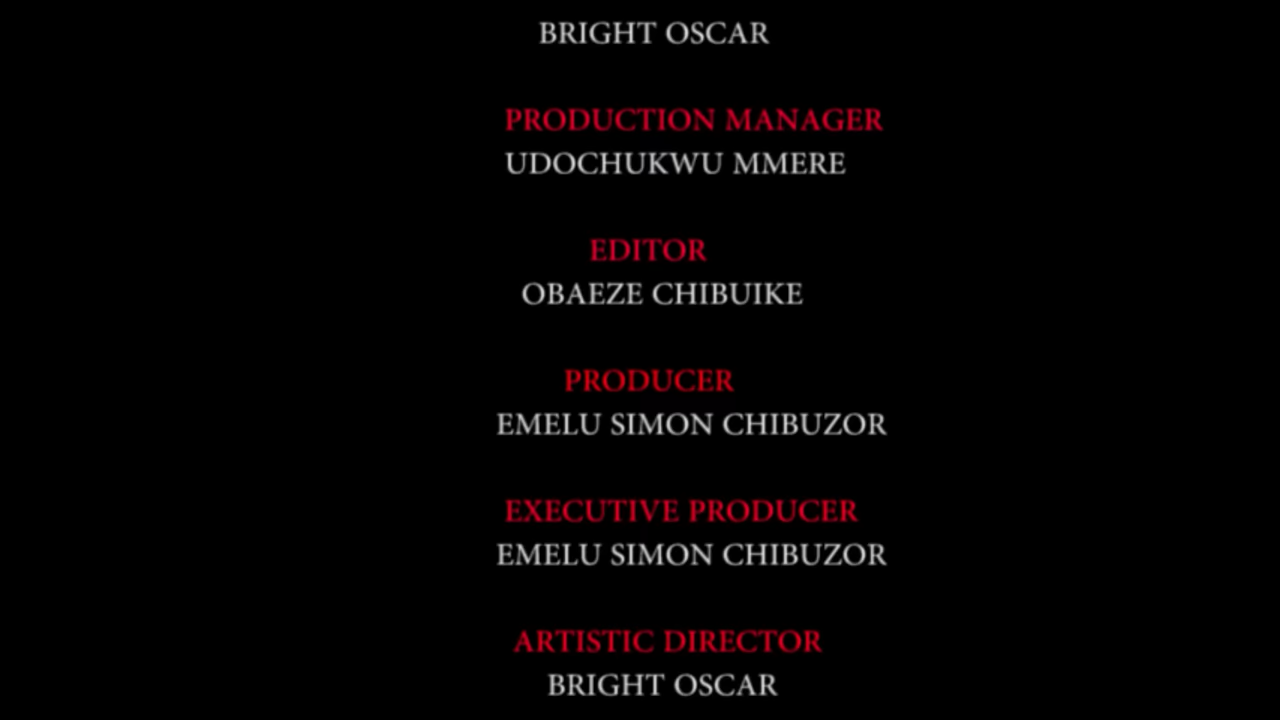 BRIGHT OSCAR
PRODUCTION MANAGER
UDOCHUKWU MMERE
EDITOR
OBAEZE CHIBUIKE
PRODUCER
EMELU SIMON CHIBUZOR
EXECUTIVE PRODUCER
EMELU SIMON CHIBUZOR
ARTISTIC DIRECTOR
BRIGHT OSCAR